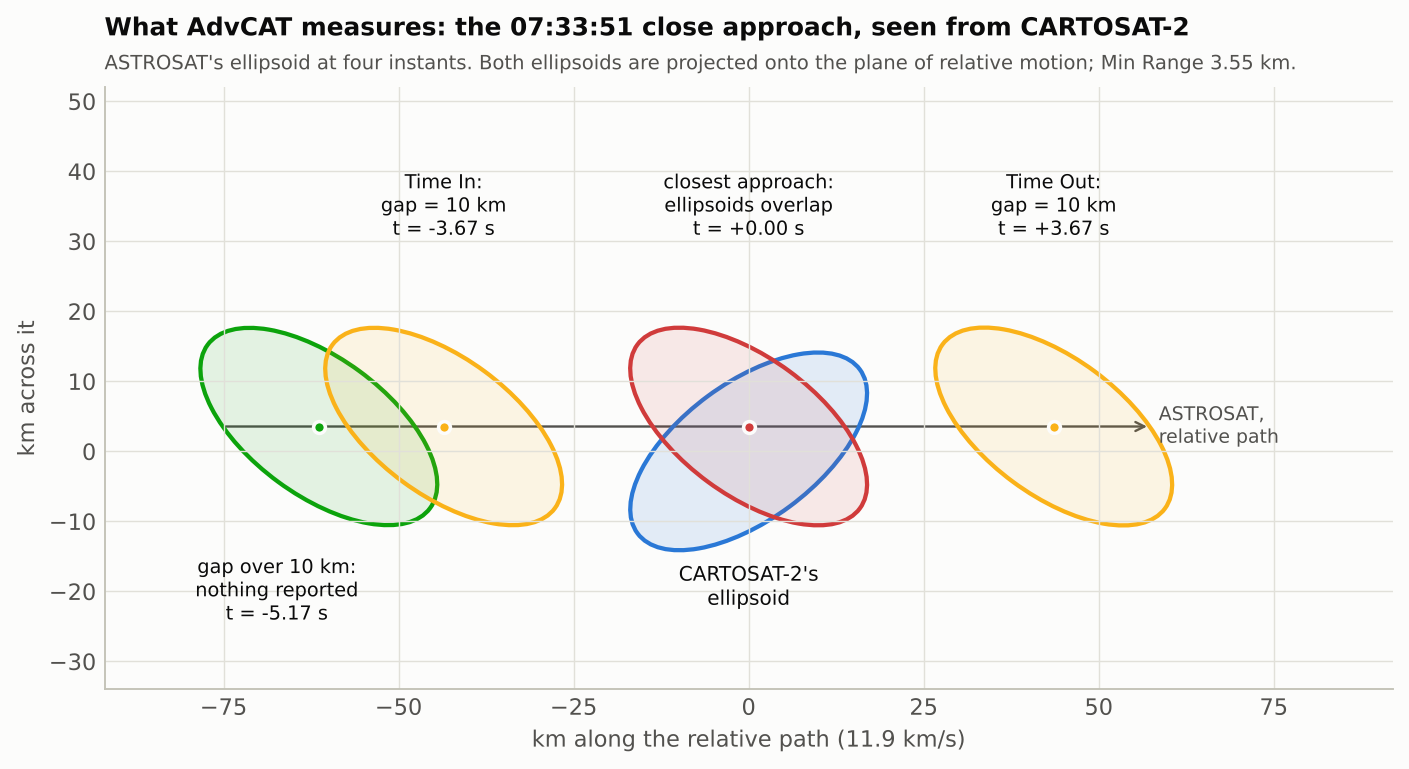 What AdvCAT measures: the 07:33:51 close approach, seen from CARTOSAT-2
ASTROSAT's ellipsoid at four instants. Both ellipsoids are projected onto the plane of relative motion; Min Range 3.55 km.
50
40
30
20
10
0
−10
−20
−30
km across it
Time In:
gap = 10 km
t = -3.67 s
closest approach:
ellipsoids overlap
t = +0.00 s
Time Out:
gap = 10 km
t = +3.67 s
ASTROSAT,
relative path
gap over 10 km:
nothing reported
t = -5.17 s
CARTOSAT-2's
ellipsoid
−75
−50
−25
0
25
50
75
km along the relative path (11.9 km/s)